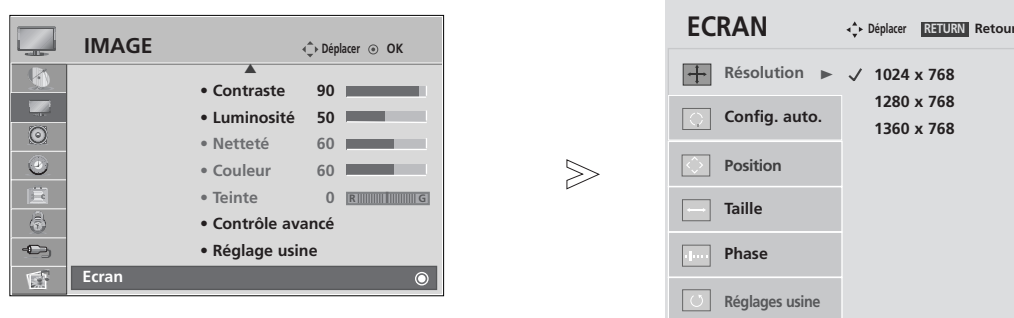 IMAGE
Déplacer OK
• Contraste 90
• Luminosité 50
• Netteté 60
• Couleur 60
• Teinte 0 R G
• Contrôle avancé
• Réglage usine
Ecran
ECRAN
Déplacer RETURN Retour
Résolution ► ✓ 1024 x 768
1280 x 768
1360 x 768
Config. auto.
Position
Taille
Phase
Réglages usine